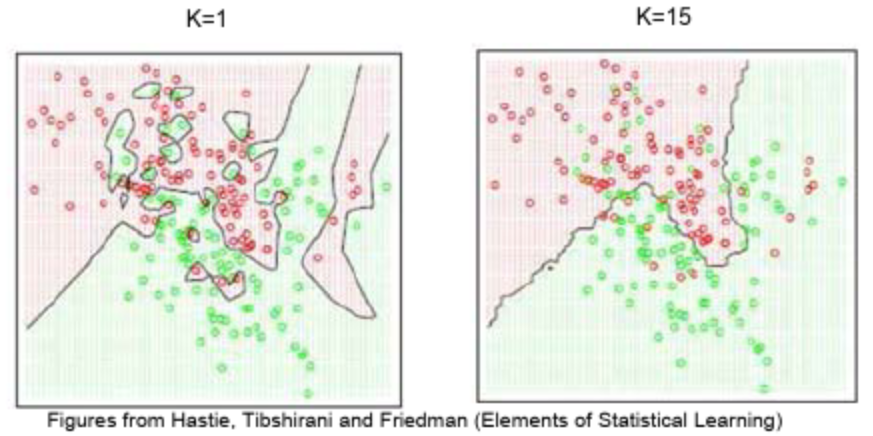 K=1
K=15
Figures from Hastie, Tibshirani and Friedman (Elements of Statistical Learning)